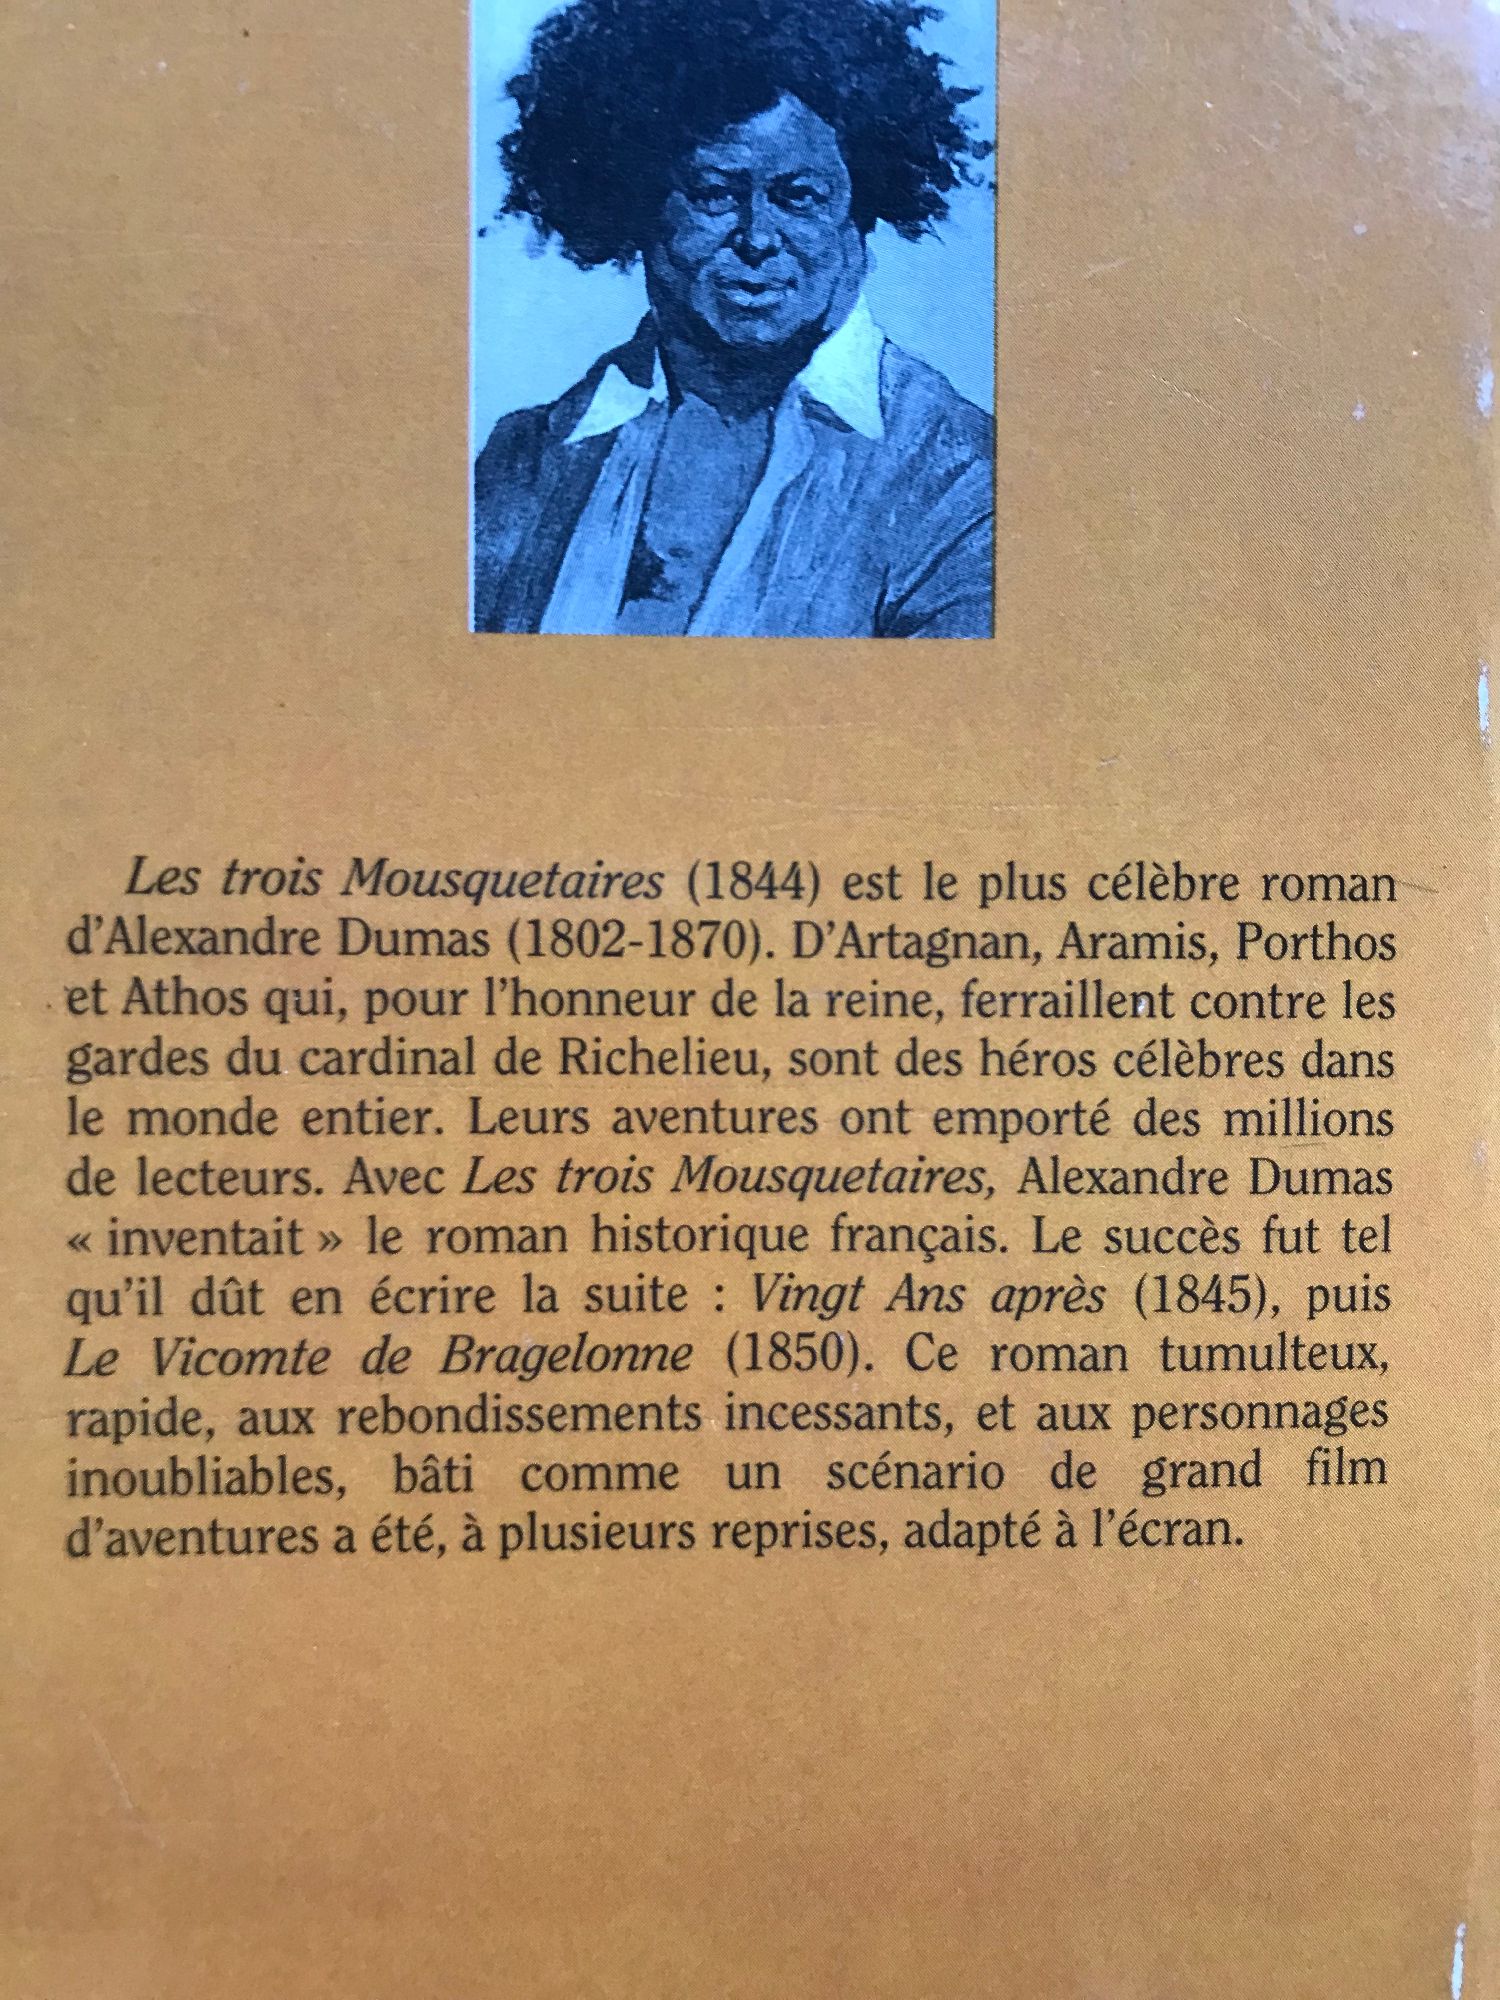 Les trois Mousquetaires (1844) est le plus célèbre roman
d'Alexandre Dumas (1802-1870). D'Artagnan, Aramis, Porthos
et Athos qui, pour l'honneur de la reine, ferraillent contre les
gardes du cardinal de Richelieu, sont des héros célèbres dans
le monde entier. Leurs aventures ont emporté des millions
de lecteurs. Avec Les trois Mousquetaires, Alexandre Dumas
« inventait » le roman historique français. Le succès fut tel
qu'il dût en écrire la suite : Vingt Ans après (1845), puis
Le Vicomte de Bragelonne (1850). Ce roman tumulteux,
rapide, aux rebondissements incessants, et aux personnages
inoubliables, bâti comme un scénario de grand film
d'aventures a été, à plusieurs reprises, adapté à l'écran.